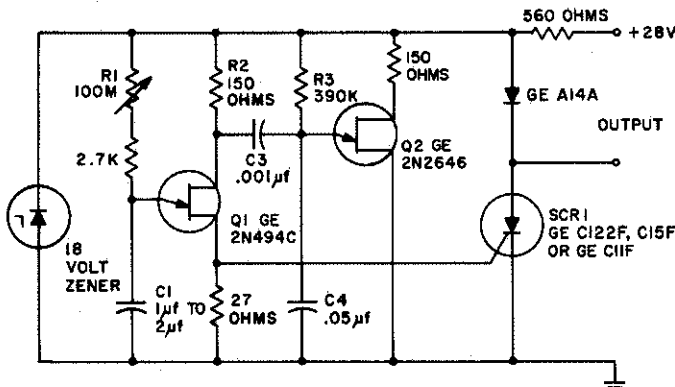 560 OHMS
+28V
R1
100M
R2
150
OHMS
R3
390K
150
OHMS
GE A14A
2.7K
C3
.001µf
Q2 GE
2N2646
OUTPUT
Q1 GE
2N494C
SCR1
GE C122F, C15F
OR GE C11F
18
VOLT
ZENER
C1
1µf TO
2µf
27
OHMS
C4
.05µf